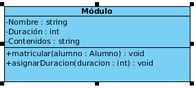 Módulo
-Nombre : string
-Duración : int
-Contenidos : string
+matricular(alumno : Alumno) : void
+asignarDuracion(duracion : int) : void